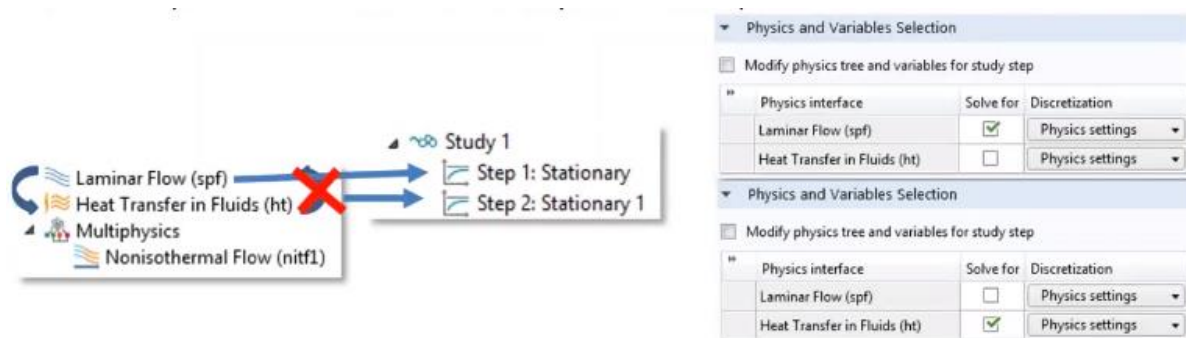 Laminar Flow (spf)
Heat Transfer in Fluids (ht)
Multiphysics
Nonisothermal Flow (nitf1)
Study 1
Step 1: Stationary
Step 2: Stationary 1
Physics and Variables Selection
Modify physics tree and variables for study step
Physics interface Solve for Discretization
Laminar Flow (spf) Physics settings
Heat Transfer in Fluids (ht) Physics settings
Physics and Variables Selection
Modify physics tree and variables for study step
Physics interface Solve for Discretization
Laminar Flow (spf) Physics settings
Heat Transfer in Fluids (ht) Physics settings